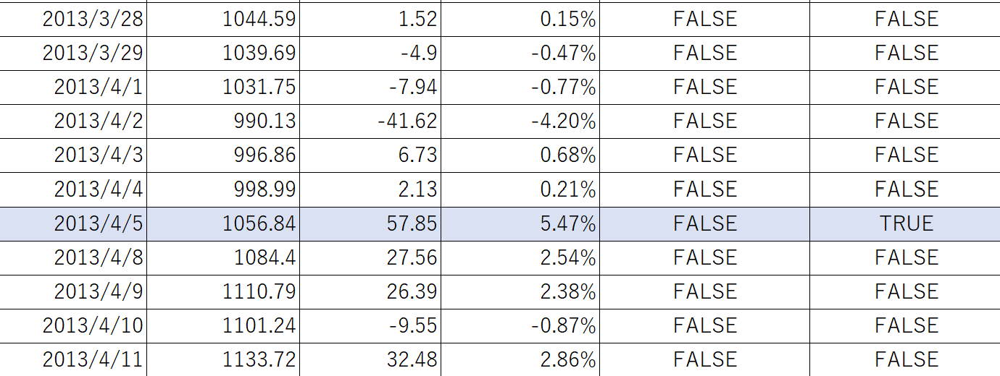 2013/3/28 1044.59 1.52 0.15% FALSE FALSE
2013/3/29 1039.69 -4.9 -0.47% FALSE FALSE
2013/4/1 1031.75 -7.94 -0.77% FALSE FALSE
2013/4/2 990.13 -41.62 -4.20% FALSE FALSE
2013/4/3 996.86 6.73 0.68% FALSE FALSE
2013/4/4 998.99 2.13 0.21% FALSE FALSE
2013/4/5 1056.84 57.85 5.47% FALSE TRUE
2013/4/8 1084.4 27.56 2.54% FALSE FALSE
2013/4/9 1110.79 26.39 2.38% FALSE FALSE
2013/4/10 1101.24 -9.55 -0.87% FALSE FALSE
2013/4/11 1133.72 32.48 2.86% FALSE FALSE